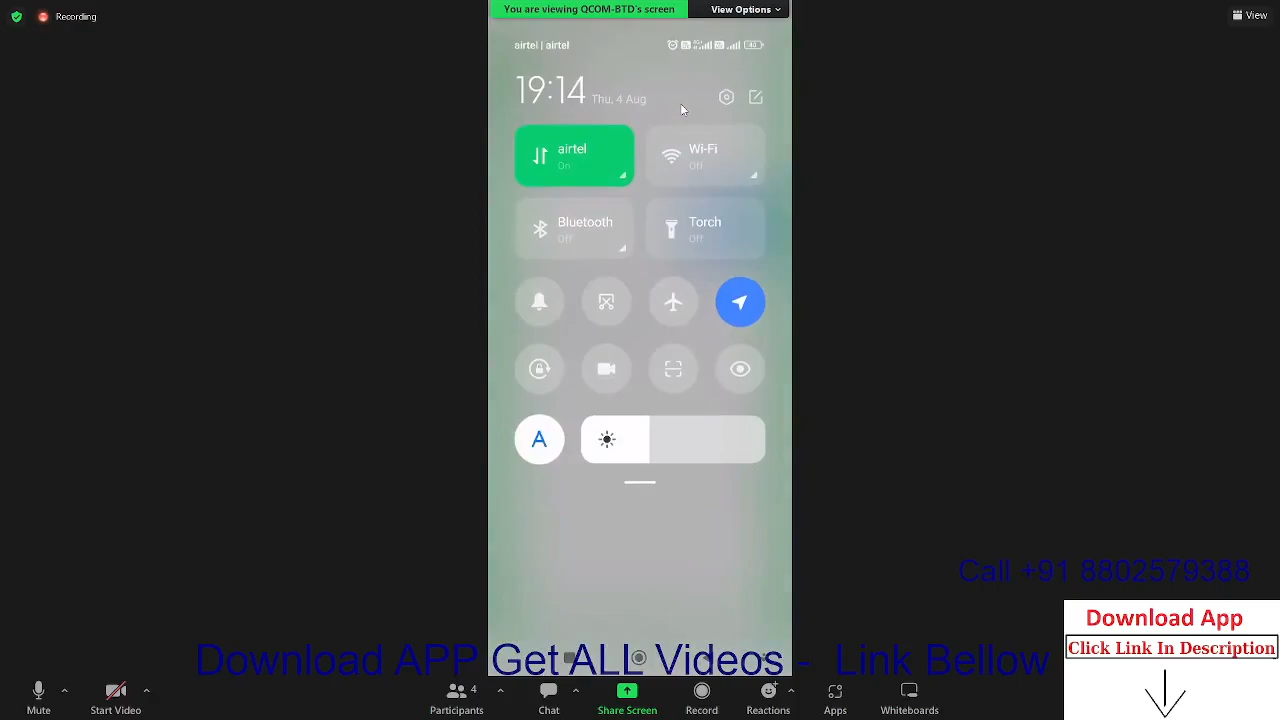 You are viewing QCOM-BTD's screen
View Options
Recording
View
airtel | airtel
40
19:14
Thu, 4 Aug
airtel
On
Wi-Fi
Off
Bluetooth
Off
Torch
Off
A
Call +91 8802579388
Download App
Click Link In Description
Download APP Get ALL Videos - Link Bellow
4
Mute
Start Video
Participants
Chat
Share Screen
Record
Reactions
Apps
Whiteboards